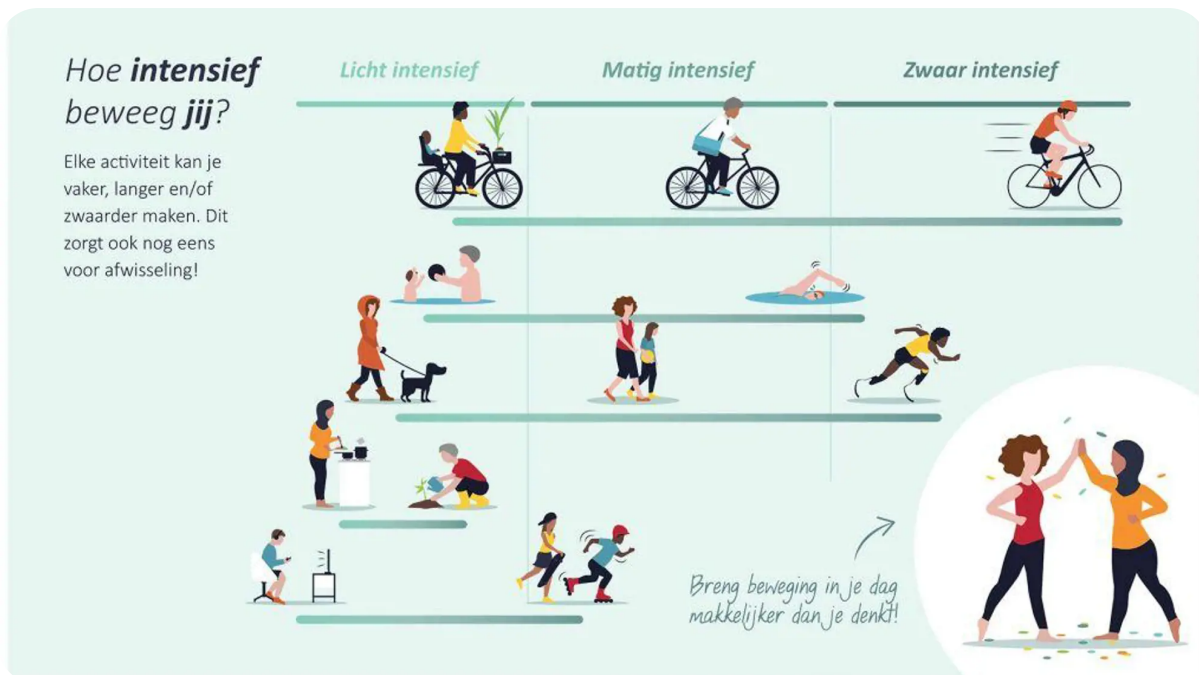 Hoe intensief
beweeg jij?
Elke activiteit kan je
vaker, langer en/of
zwaarder maken. Dit
zorgt ook nog eens
voor afwisseling!
Licht intensief
Matig intensief
Zwaar intensief
Breng beweging in je dag
makkelijker dan je denkt!